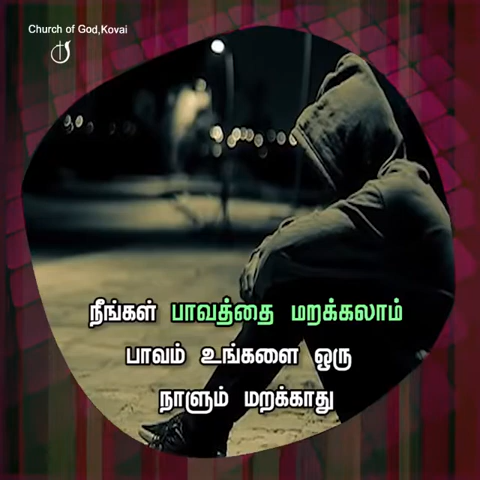 Church of God,Kovai
நீங்கள் பாவத்தை மறக்கலாம்
பாவம் உங்களை ஒரு
நாளும் மறக்காது